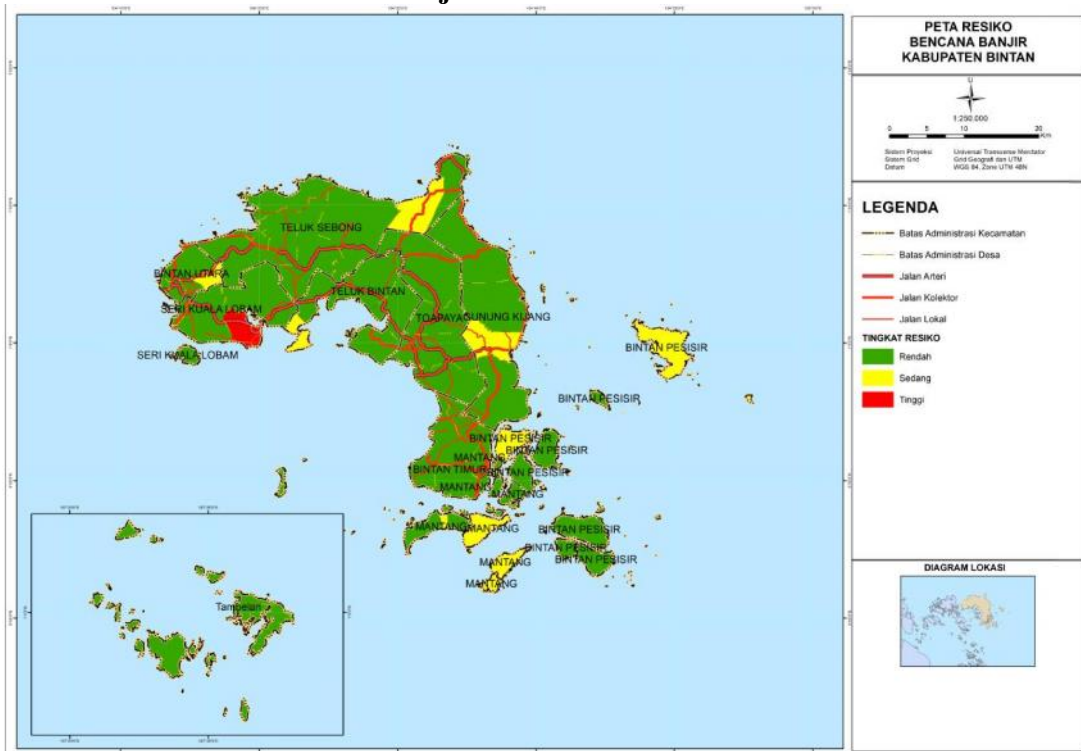 PETA RESIKO
BENCANA BANJIR
KABUPATEN BINTAN
U
1:250.000
0 5 10 20
Km
Sistem Proyeksi Universal Transverse Mercator
Sistem Grid Grid Geografi dan UTM
Datum WGS 84, Zone UTM 48N
LEGENDA
Batas Administrasi Kecamatan
Batas Administrasi Desa
Jalan Arteri
Jalan Kolektor
Jalan Lokal
TINGKAT RESIKO
Rendah
Sedang
Tinggi
DIAGRAM LOKASI
TELUK SEBONG
BINTAN UTARA
TELUK BINTAN
SERI KUALA LOBAM
TOAPAYA
GUNUNG KIJANG
SERI KUALA LOBAM
BINTAN PESISIR
BINTAN PESISIR
BINTAN PESISIR
BINTAN PESISIR
MANTANG
BINTAN TIMUR
BINTAN PESISIR
MANTANG
MANTANG
MANTANG
MANTANG
BINTAN PESISIR
BINTAN PESISIR
BINTAN PESISIR
MANTANG
MANTANG
Tambelan